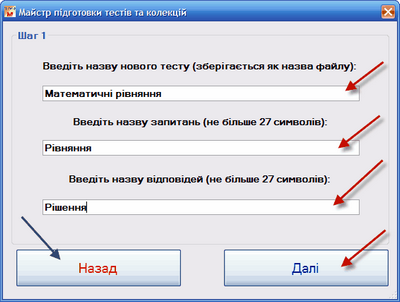 Майстр підготовки тестів та колекцій
Шаг 1
Введіть назву нового тесту (зберігається як назва файлу):
Математичні рівняння
Введіть назву запитань (не більше 27 символів):
Рівняння
Введіть назву відповідей (не більше 27 символів):
Рішення
Назад
Далі